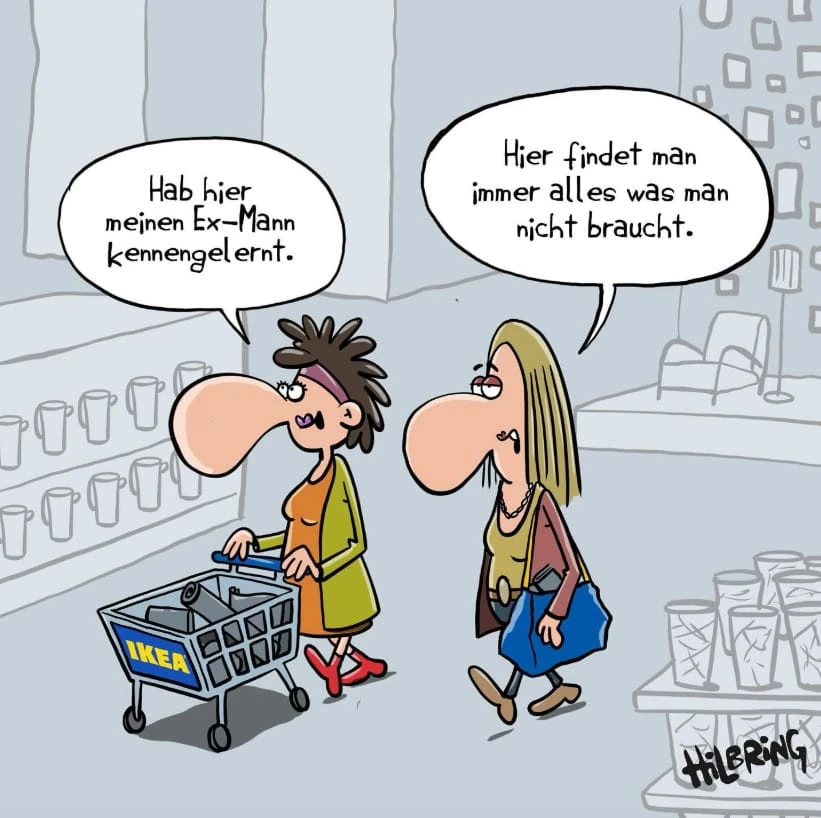 Hab hier
meinen Ex-Mann
kennengelernt.
Hier findet man
immer alles was man
nicht braucht.
IKEA
HiLBRiNG